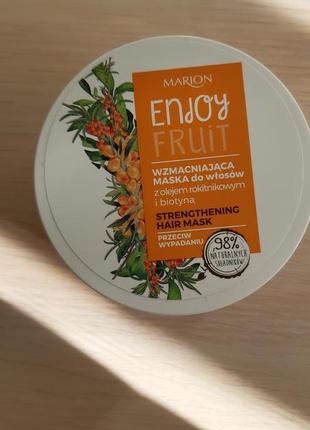 MARION
ENJOY
FRUIT
WZMACNIAJĄCA
MASKA do włosów
z olejem rokitnikowym
i biotyną
STRENGTHENING
HAIR MASK
PRZECIW
WYPADANIU
98%
NATURALNYCH
SKŁADNIKÓW